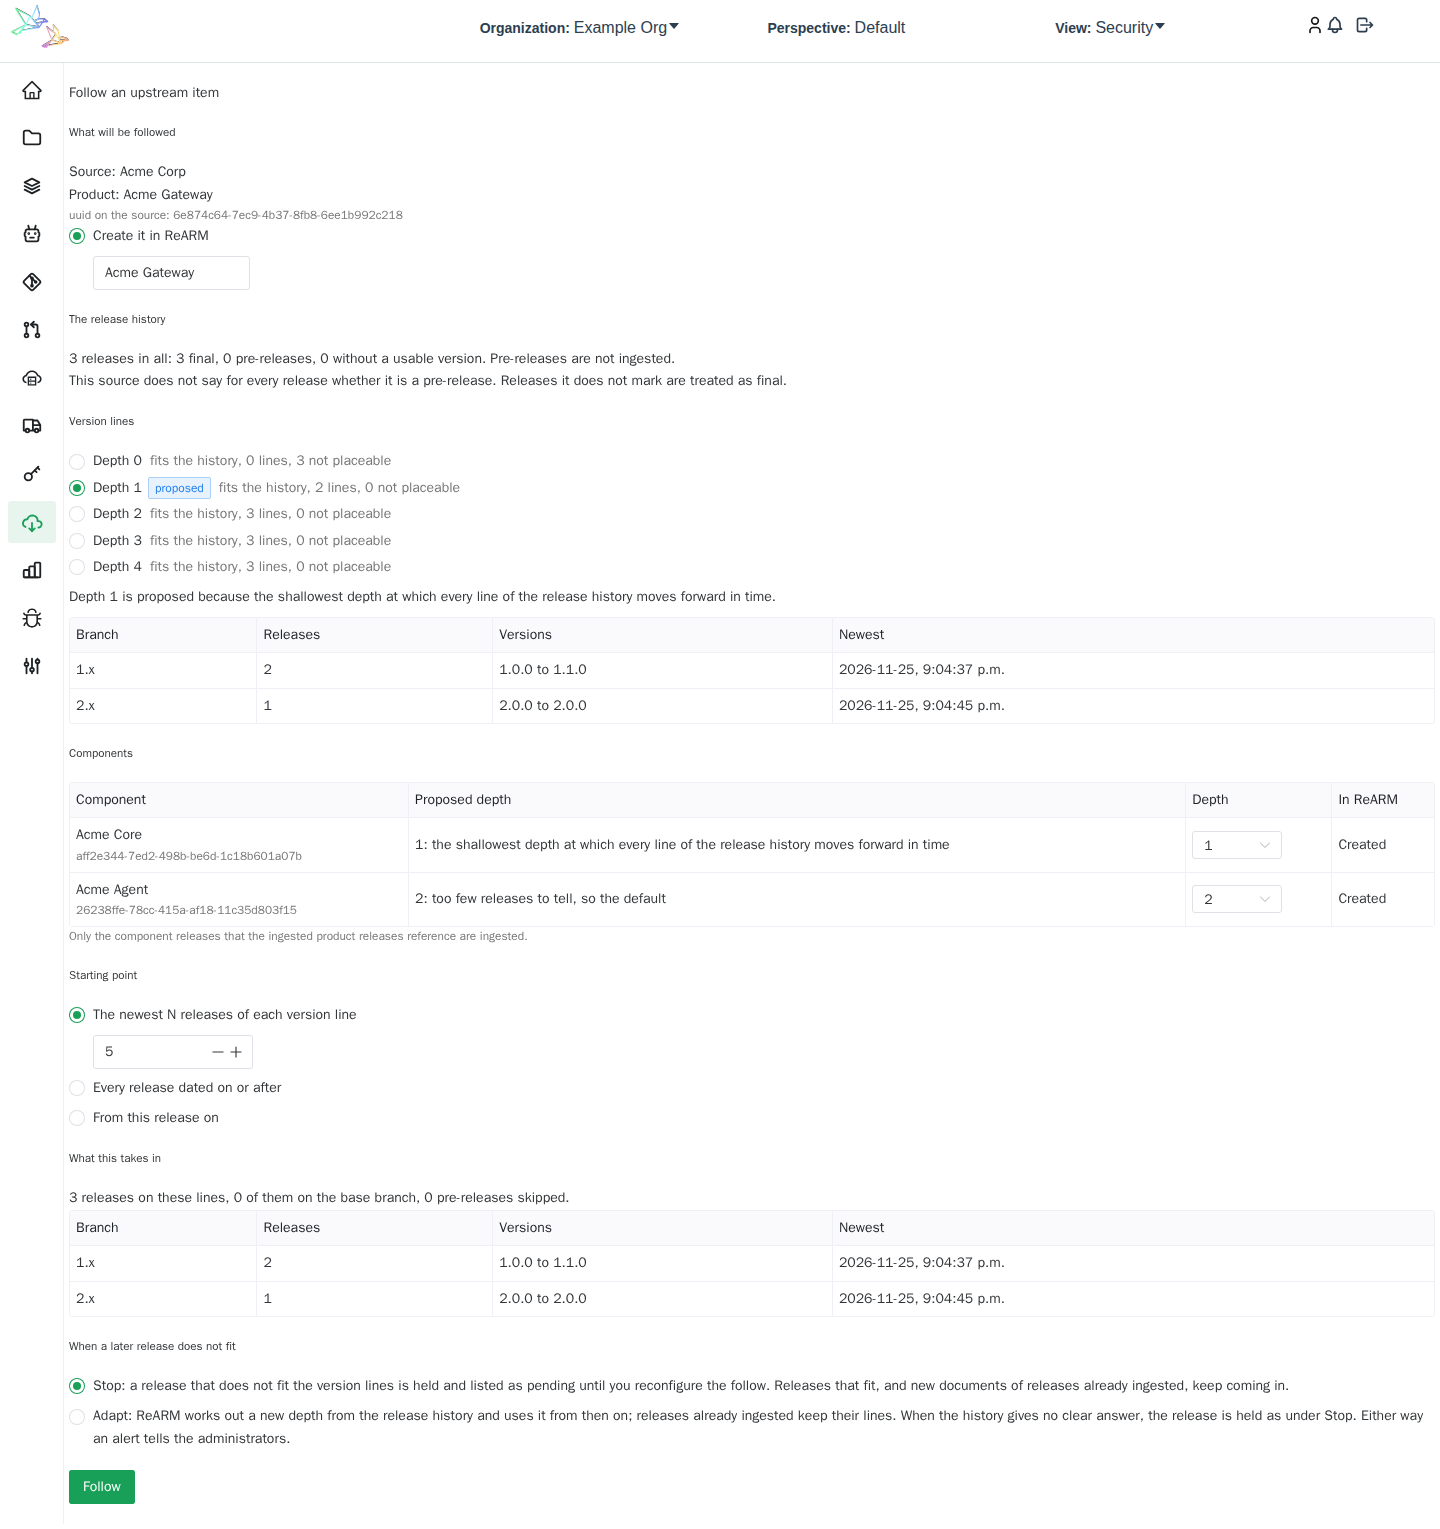 Organization: Example Org
Perspective: Default
View: Security
Follow an upstream item
What will be followed
Source: Acme Corp
Product: Acme Gateway
uuid on the source: 6e874c64-7ec9-4b37-8fb8-6ee1b992c218
Create it in ReARM
Acme Gateway
The release history
3 releases in all: 3 final, 0 pre-releases, 0 without a usable version. Pre-releases are not ingested.
This source does not say for every release whether it is a pre-release. Releases it does not mark are treated as final.
Version lines
Depth 0 fits the history, 0 lines, 3 not placeable
Depth 1 proposed fits the history, 2 lines, 0 not placeable
Depth 2 fits the history, 3 lines, 0 not placeable
Depth 3 fits the history, 3 lines, 0 not placeable
Depth 4 fits the history, 3 lines, 0 not placeable
Depth 1 is proposed because the shallowest depth at which every line of the release history moves forward in time.
Branch Releases Versions Newest
1.x 2 1.0.0 to 1.1.0 2026-11-25, 9:04:37 p.m.
2.x 1 2.0.0 to 2.0.0 2026-11-25, 9:04:45 p.m.
Components
Component Proposed depth Depth In ReARM
Acme Core
aff2e344-7ed2-498b-be6d-1c18b601a07b
1: the shallowest depth at which every line of the release history moves forward in time 1 Created
Acme Agent
26238ffe-78cc-415a-af18-11c35d803f15
2: too few releases to tell, so the default 2 Created
Only the component releases that the ingested product releases reference are ingested.
Starting point
The newest N releases of each version line
5
Every release dated on or after
From this release on
What this takes in
3 releases on these lines, 0 of them on the base branch, 0 pre-releases skipped.
Branch Releases Versions Newest
1.x 2 1.0.0 to 1.1.0 2026-11-25, 9:04:37 p.m.
2.x 1 2.0.0 to 2.0.0 2026-11-25, 9:04:45 p.m.
When a later release does not fit
Stop: a release that does not fit the version lines is held and listed as pending until you reconfigure the follow. Releases that fit, and new documents of releases already ingested, keep coming in.
Adapt: ReARM works out a new depth from the release history and uses it from then on; releases already ingested keep their lines. When the history gives no clear answer, the release is held as under Stop. Either way
an alert tells the administrators.
Follow